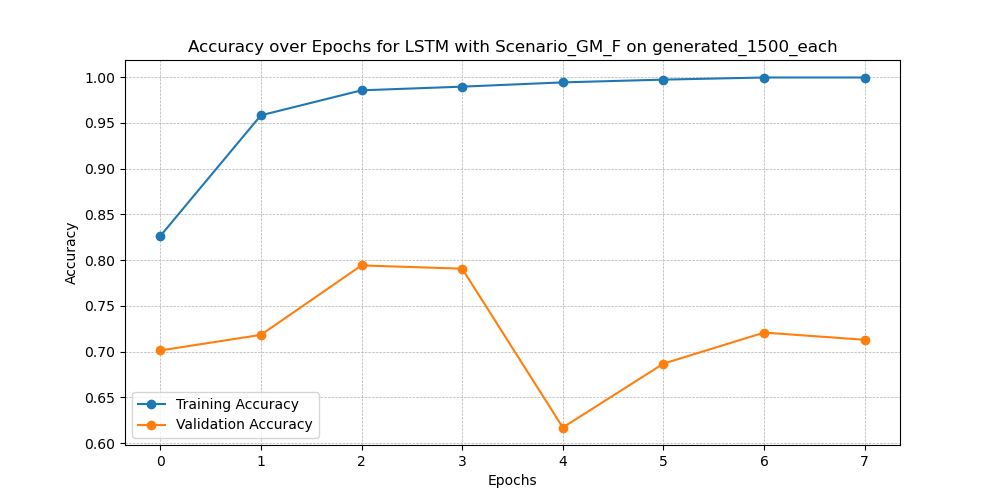 Accuracy over Epochs for LSTM with Scenario_GM_F on generated_1500_each
1.00
0.95
0.90
0.85
0.80
0.75
0.70
0.65
0.60
Accuracy
Training Accuracy
Validation Accuracy
0 1 2 3 4 5 6 7
Epochs